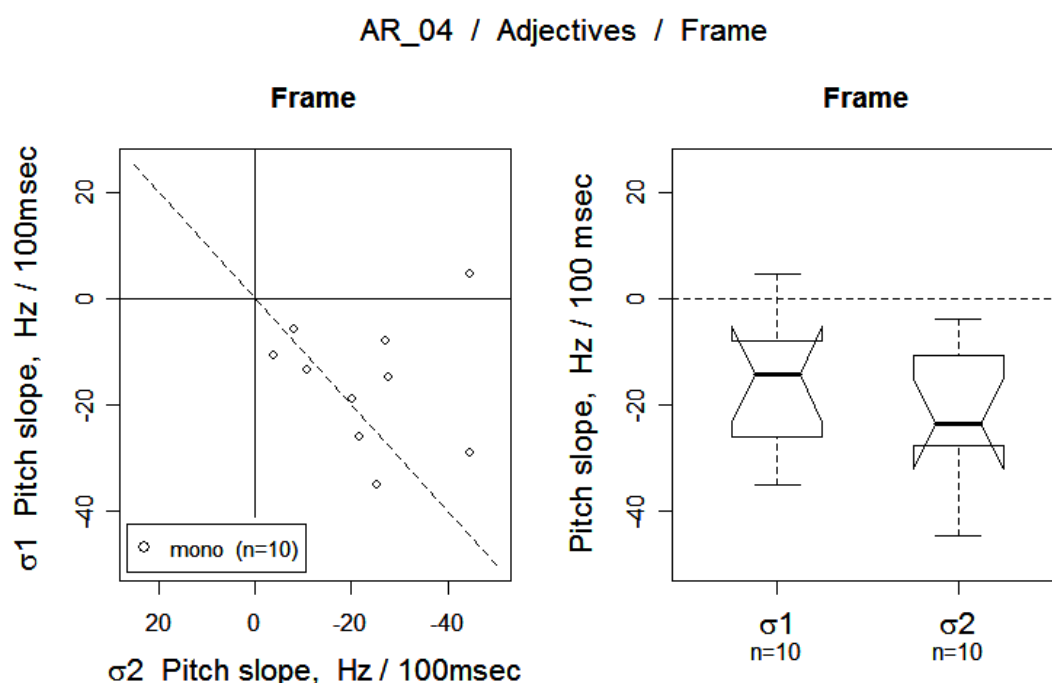 AR_04 / Adjectives / Frame
Frame
σ1 Pitch slope, Hz / 100msec
20
0
-20
-40
mono (n=10)
20
0
-20
-40
σ2 Pitch slope, Hz / 100msec
Frame
Pitch slope, Hz / 100 msec
20
0
-20
-40
σ1
n=10
σ2
n=10